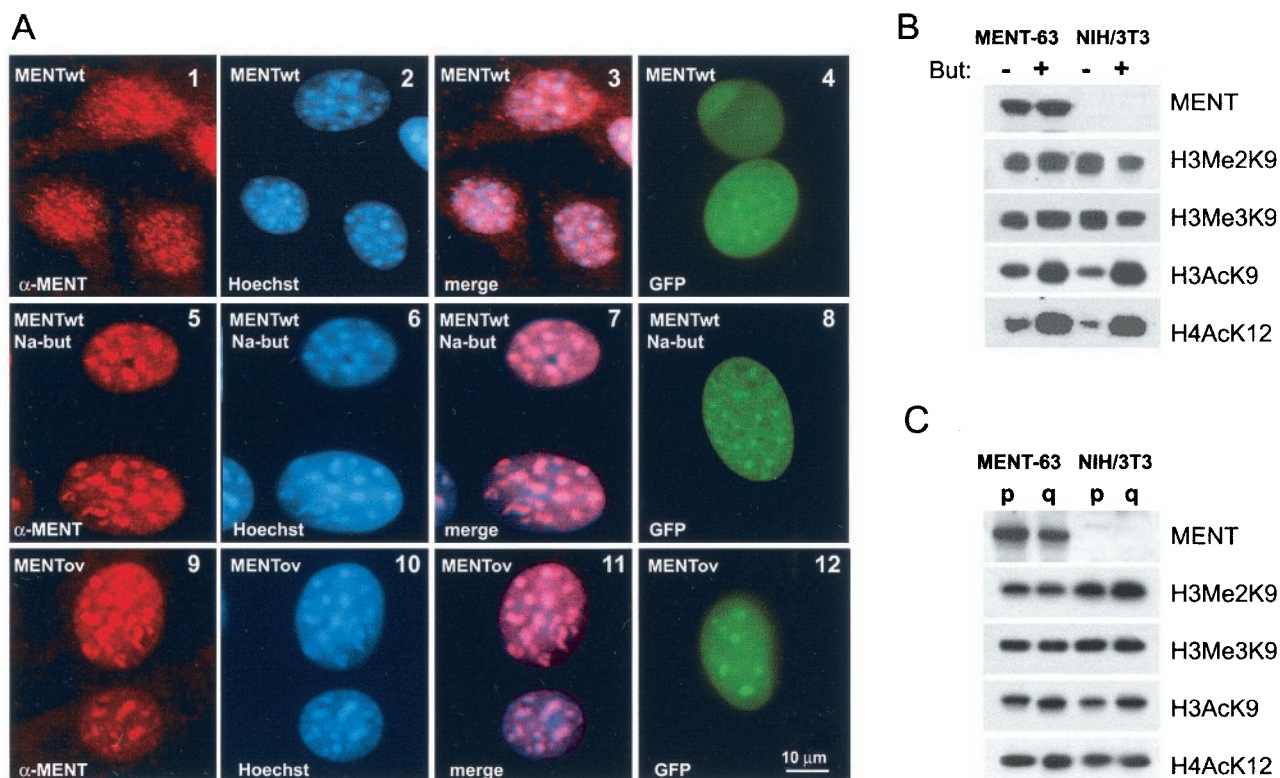 A
MENTwt 1
α-MENT
MENTwt 2
Hoechst
MENTwt 3
merge
MENTwt 4
GFP
MENTwt 5
Na-but
α-MENT
MENTwt 6
Na-but
Hoechst
MENTwt 7
Na-but
merge
MENTwt 8
Na-but
GFP
MENTov 9
α-MENT
MENTov 10
Hoechst
MENTov 11
merge
MENTov 12
10 μm
GFP
B
MENT-63 NIH/3T3
But: - + - +
MENT
H3Me2K9
H3Me3K9
H3AcK9
H4AcK12
C
MENT-63 NIH/3T3
p q p q
MENT
H3Me2K9
H3Me3K9
H3AcK9
H4AcK12